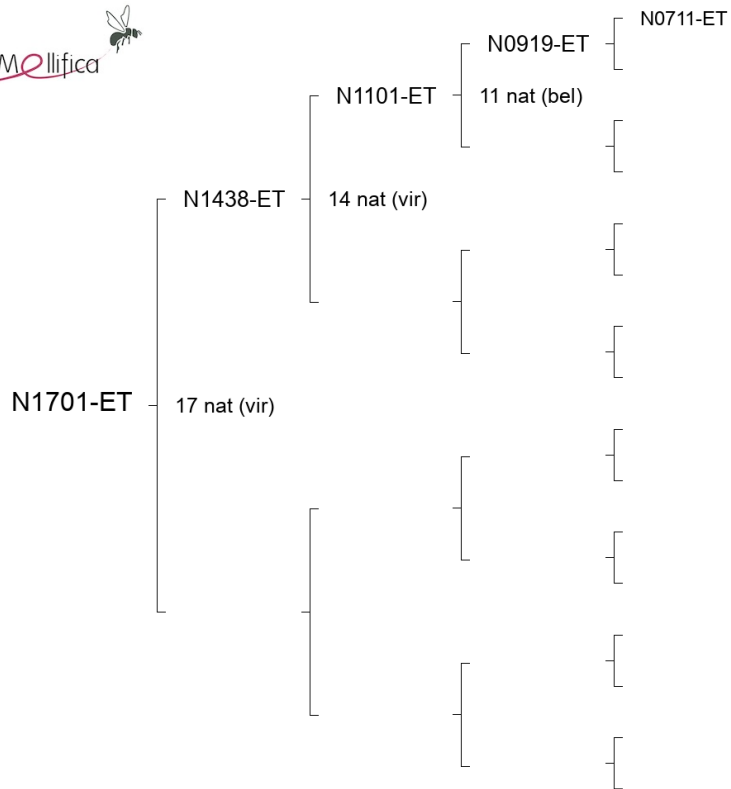 Mellifica
N0711-ET
N0919-ET
N1101-ET
11 nat (bel)
N1438-ET
14 nat (vir)
N1701-ET
17 nat (vir)